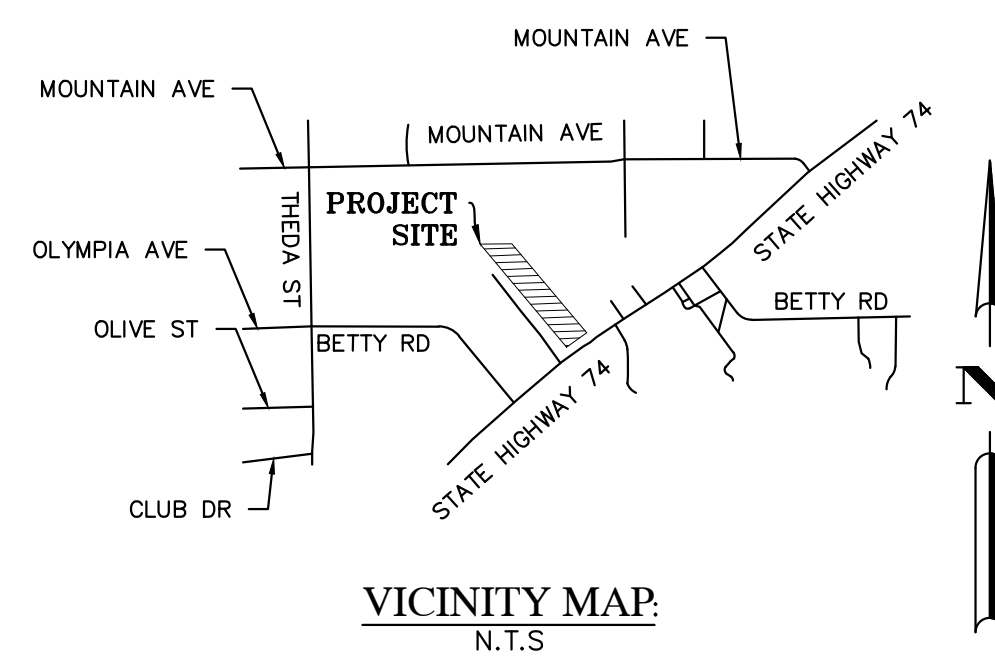 MOUNTAIN AVE
MOUNTAIN AVE
MOUNTAIN AVE
STATE HIGHWAY 74
THEDA ST
PROJECT
SITE
OLYMPIA AVE
BETTY RD
OLIVE ST
BETTY RD
N
STATE HIGHWAY 74
CLUB DR
VICINITY MAP:
N.T.S